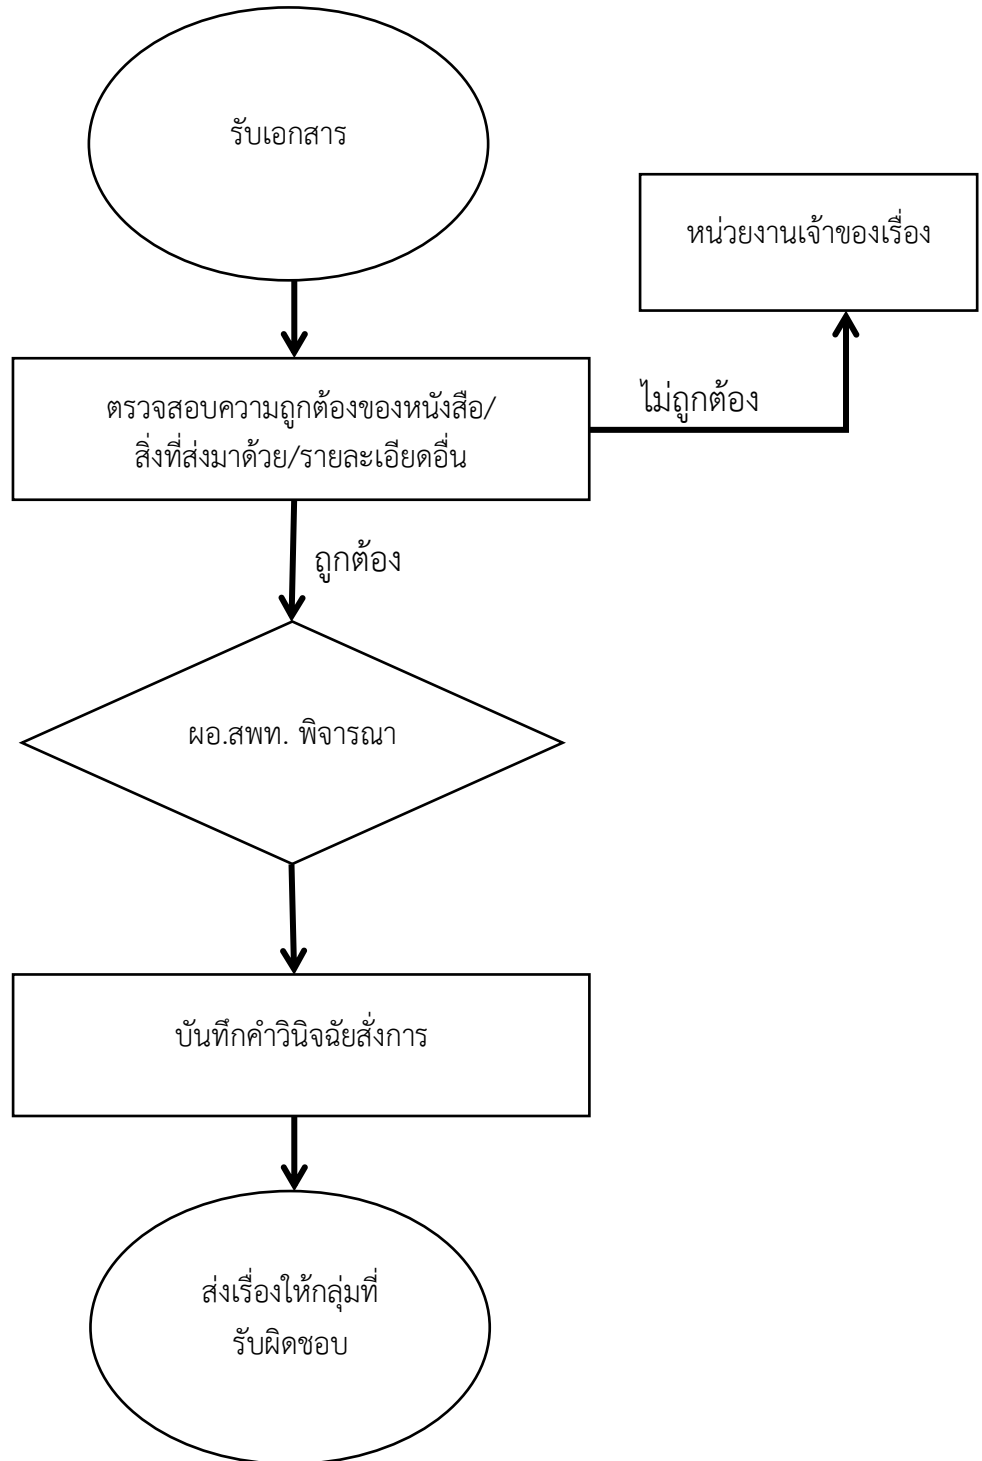 รับเอกสาร
หน่วยงานเจ้าของเรื่อง
ตรวจสอบความถูกต้องของหนังสือ/
สิ่งที่ส่งมาด้วย/รายละเอียดอื่น
ไม่ถูกต้อง
ถูกต้อง
ผอ.สพท. พิจารณา
บันทึกคำวินิจฉัยสั่งการ
ส่งเรื่องให้กลุ่มที่
รับผิดชอบ